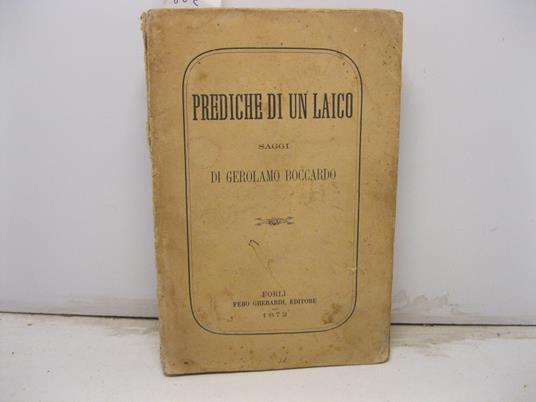 PREDICHE DI UN LAICO
SAGGI
DI GEROLAMO BOCCARDO
FORLÌ
FEBO GHERARDI, EDITORE
1872